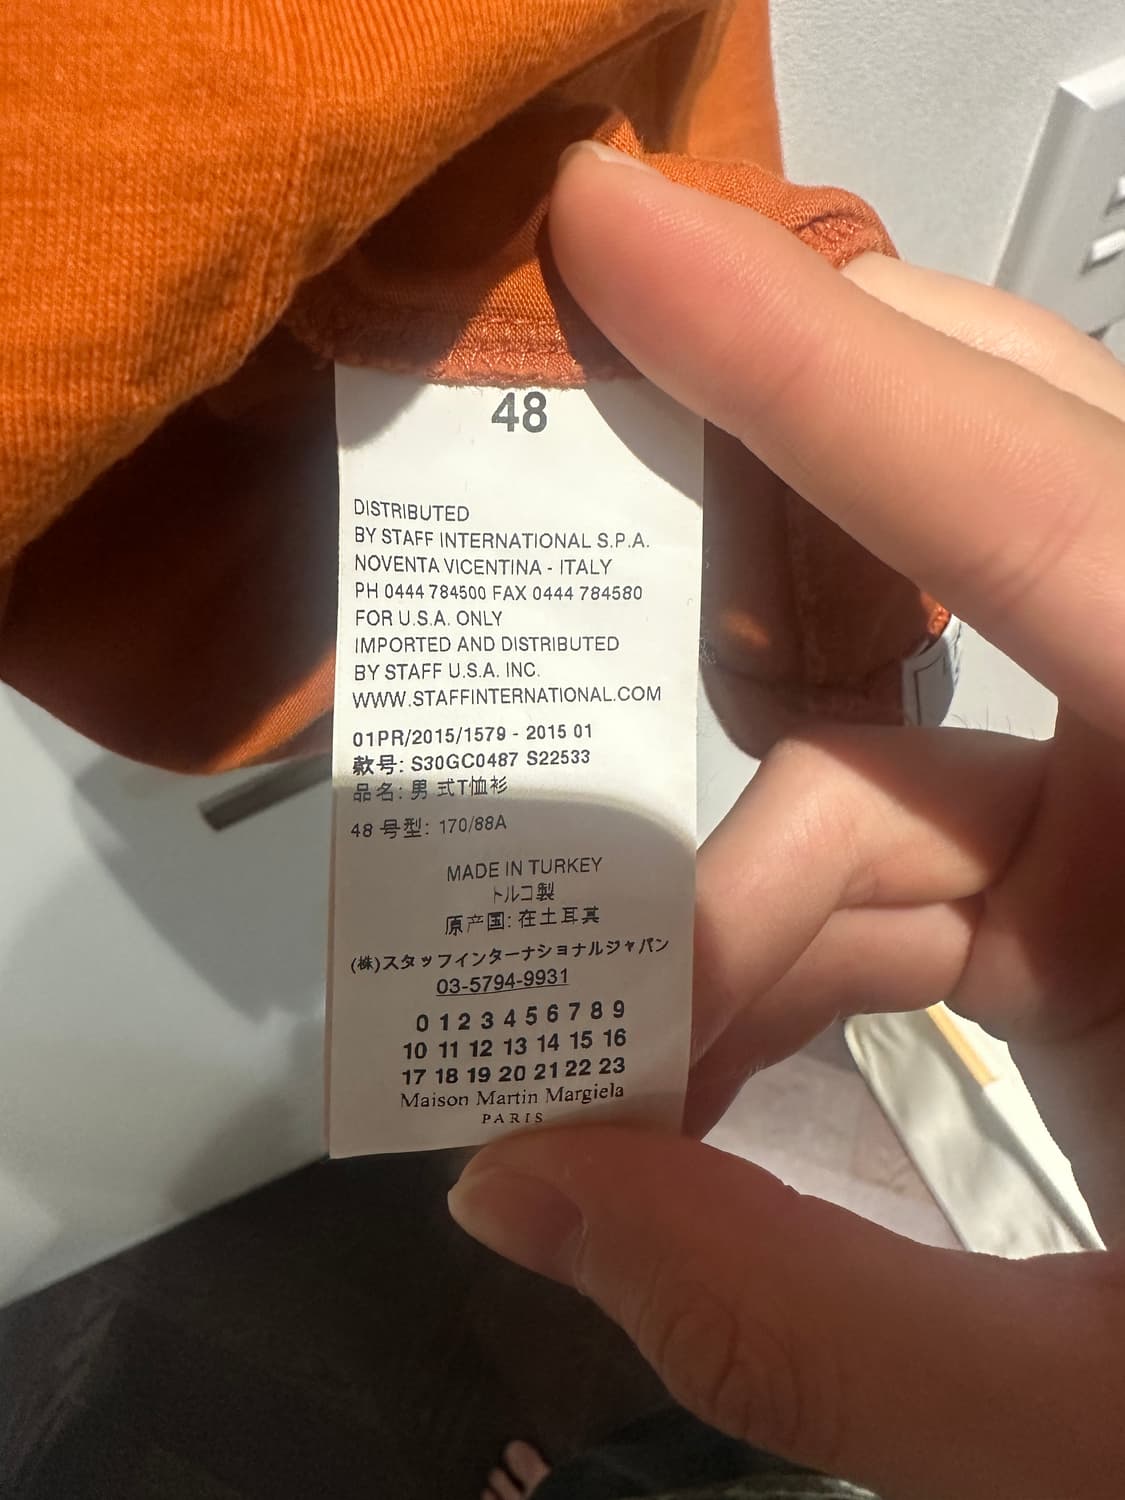 48
DISTRIBUTED
BY STAFF INTERNATIONAL S.P.A.
NOVENTA VICENTINA - ITALY
PH 0444 784500 FAX 0444 784580
FOR U.S.A. ONLY
IMPORTED AND DISTRIBUTED
BY STAFF U.S.A. INC.
WWW.STAFFINTERNATIONAL.COM
01PR/2015/1579 - 2015 01
款号: S30GC0487 S22533
品名: 男 式T恤衫
48 号型: 170/88A
MADE IN TURKEY
トルコ製
原产国: 在土耳其
(株)スタッフインターナショナルジャパン
03-5794-9931
0 1 2 3 4 5 6 7 8 9
10 11 12 13 14 15 16
17 18 19 20 21 22 23
Maison Martin Margiela
PARIS